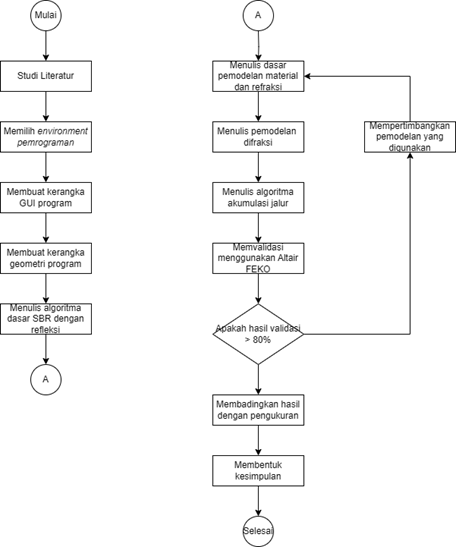 Mulai
Studi Literatur
Memilih environment
pemrograman
Membuat kerangka
GUI program
Membuat kerangka
geometri program
Menulis algoritma
dasar SBR dengan
refleksi
A
A
Menulis dasar
pemodelan material
dan refraksi
Menulis pemodelan
difraksi
Menulis algoritma
akumulasi jalur
Memvalidasi
menggunakan Altair
FEKO
Apakah hasil validasi
> 80%
Mempertimbangkan
pemodelan yang
digunakan
Membadingkan hasil
dengan pengukuran
Membentuk
kesimpulan
Selesai